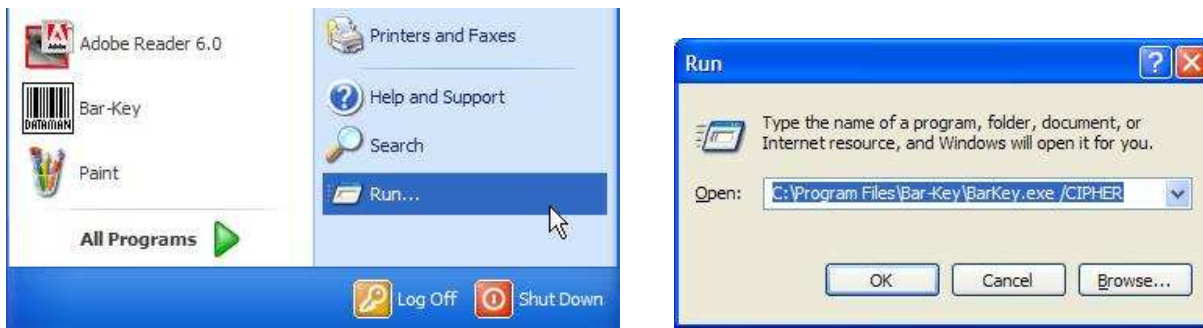 Adobe Reader 6.0
DATAMAN
Bar-Key
Paint
All Programs
Printers and Faxes
Help and Support
Search
Run...
Log Off
Shut Down
Run
Type the name of a program, folder, document, or
Internet resource, and Windows will open it for you.
Open:
C:\Program Files\Bar-Key\BarKey.exe /CIPHER
OK
Cancel
Browse...